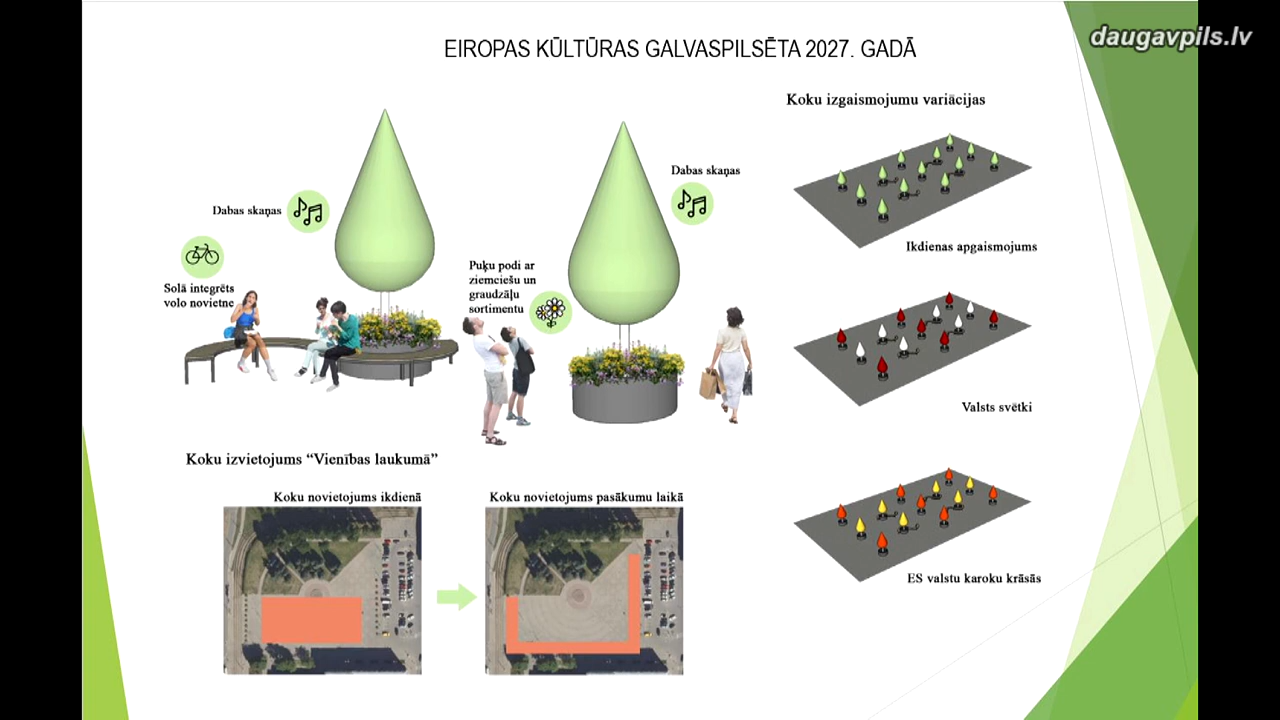 daugavpils.lv
EIROPAS KŪLTŪRAS GALVASPILSĒTA 2027. GADĀ
Koku izgaismojumu variācijas
Dabas skaņas
Dabas skaņas
Solā integrēts
volo novietne
Puķu podi ar
ziemciešu un
graudzāļu
sortimentu
Ikdienas apgaismojums
Valsts svētki
ES valstu karoku krāsās
Koku izvietojums “Vienības laukumā”
Koku novietojums ikdienā
Koku novietojums pasākumu laikā